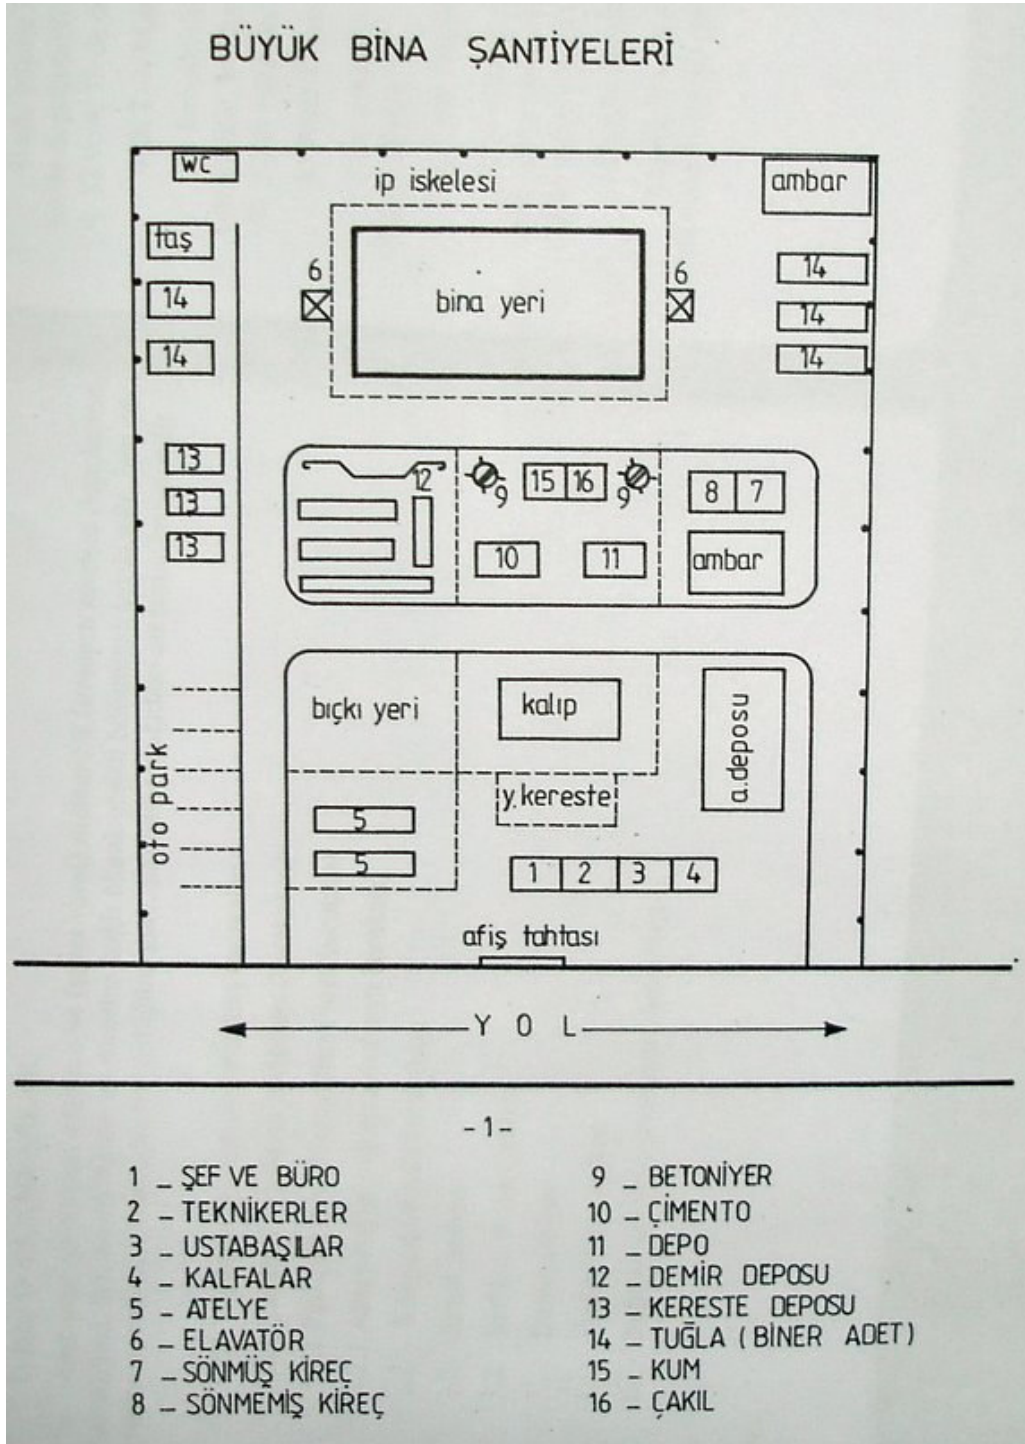 BÜYÜK BİNA ŞANTİYELERİ
WC
ip iskelesi
ambar
taş
14
14
6
bina yeri
6
14
14
14
13
13
13
12
9
15 16
9
8 7
10
11
ambar
bıçkı yeri
kalıp
a.deposu
y.kereste
oto park
5
5
1 2 3 4
afiş tahtası
Y O L
-1-
1 _ ŞEF VE BÜRO
2 _ TEKNİKERLER
3 _ USTABAŞILAR
4 _ KALFALAR
5 _ ATELYE
6 _ ELAVATÖR
7 _ SÖNMÜŞ KİREÇ
8 _ SÖNMEMİŞ KİREÇ
9 _ BETONİYER
10 _ ÇİMENTO
11 _ DEPO
12 _ DEMİR DEPOSU
13 _ KERESTE DEPOSU
14 _ TUĞLA (BİNER ADET)
15 _ KUM
16 _ ÇAKIL